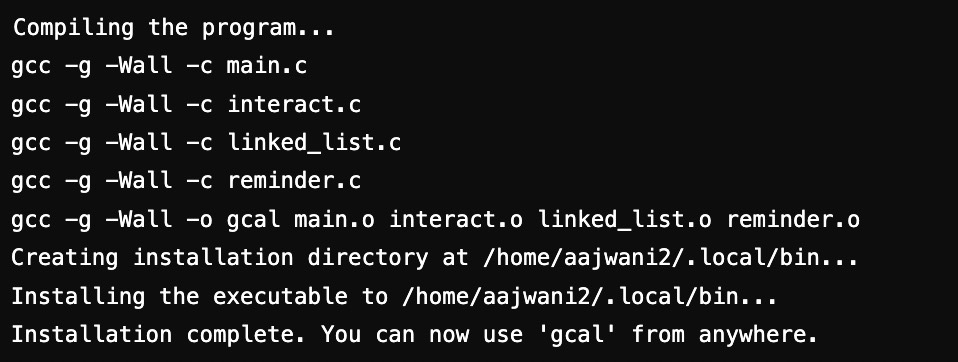 Compiling the program...
gcc -g -Wall -c main.c
gcc -g -Wall -c interact.c
gcc -g -Wall -c linked_list.c
gcc -g -Wall -c reminder.c
gcc -g -Wall -o gcal main.o interact.o linked_list.o reminder.o
Creating installation directory at /home/aajwani2/.local/bin...
Installing the executable to /home/aajwani2/.local/bin...
Installation complete. You can now use 'gcal' from anywhere.